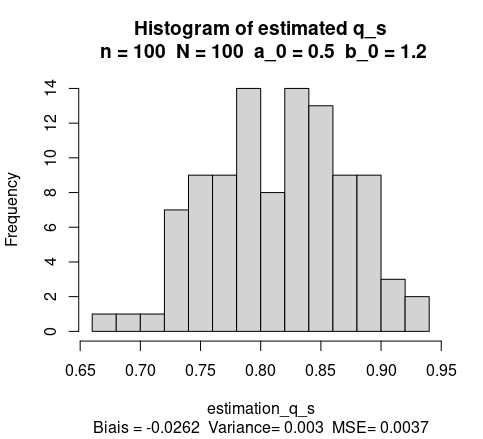 Histogram of estimated q_s
n = 100  N = 100  a_0 = 0.5  b_0 = 1.2
Frequency
14
12
10
8
6
4
2
0
0.65 0.70 0.75 0.80 0.85 0.90 0.95
estimation_q_s
Biais = -0.0262  Variance= 0.003  MSE= 0.0037